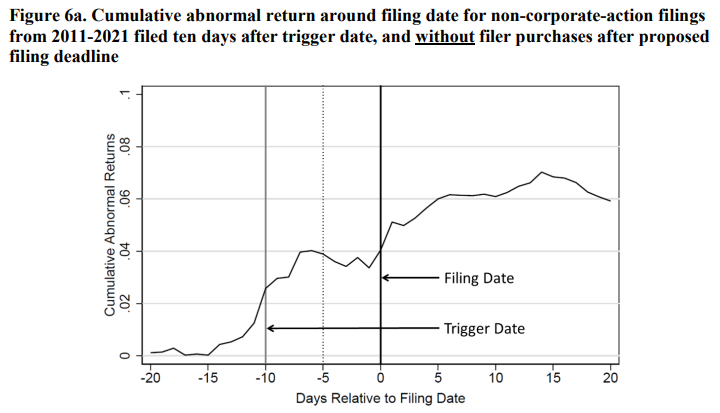 Figure 6a. Cumulative abnormal return around filing date for non-corporate-action filings
from 2011-2021 filed ten days after trigger date, and without filer purchases after proposed
filing deadline
Cumulative Abnormal Returns
.1
.08
.06
.04
.02
0
Filing Date
Trigger Date
-20 -15 -10 -5 0 5 10 15 20
Days Relative to Filing Date